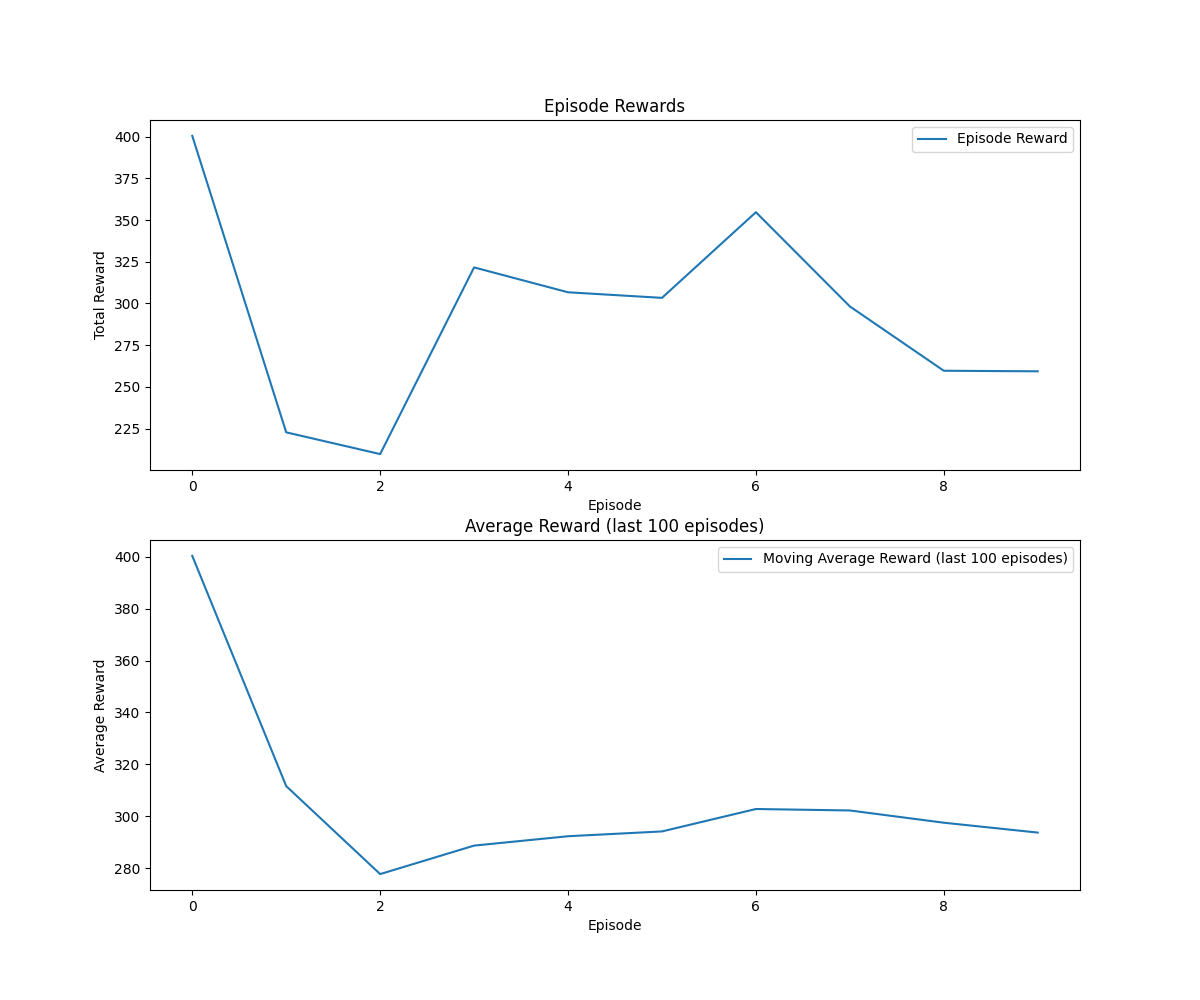 Episode Rewards
Episode Reward
400
375
350
325
300
275
250
225
Total Reward
0 2 4 6 8
Episode
Average Reward (last 100 episodes)
Moving Average Reward (last 100 episodes)
400
380
360
340
320
300
280
Average Reward
0 2 4 6 8
Episode